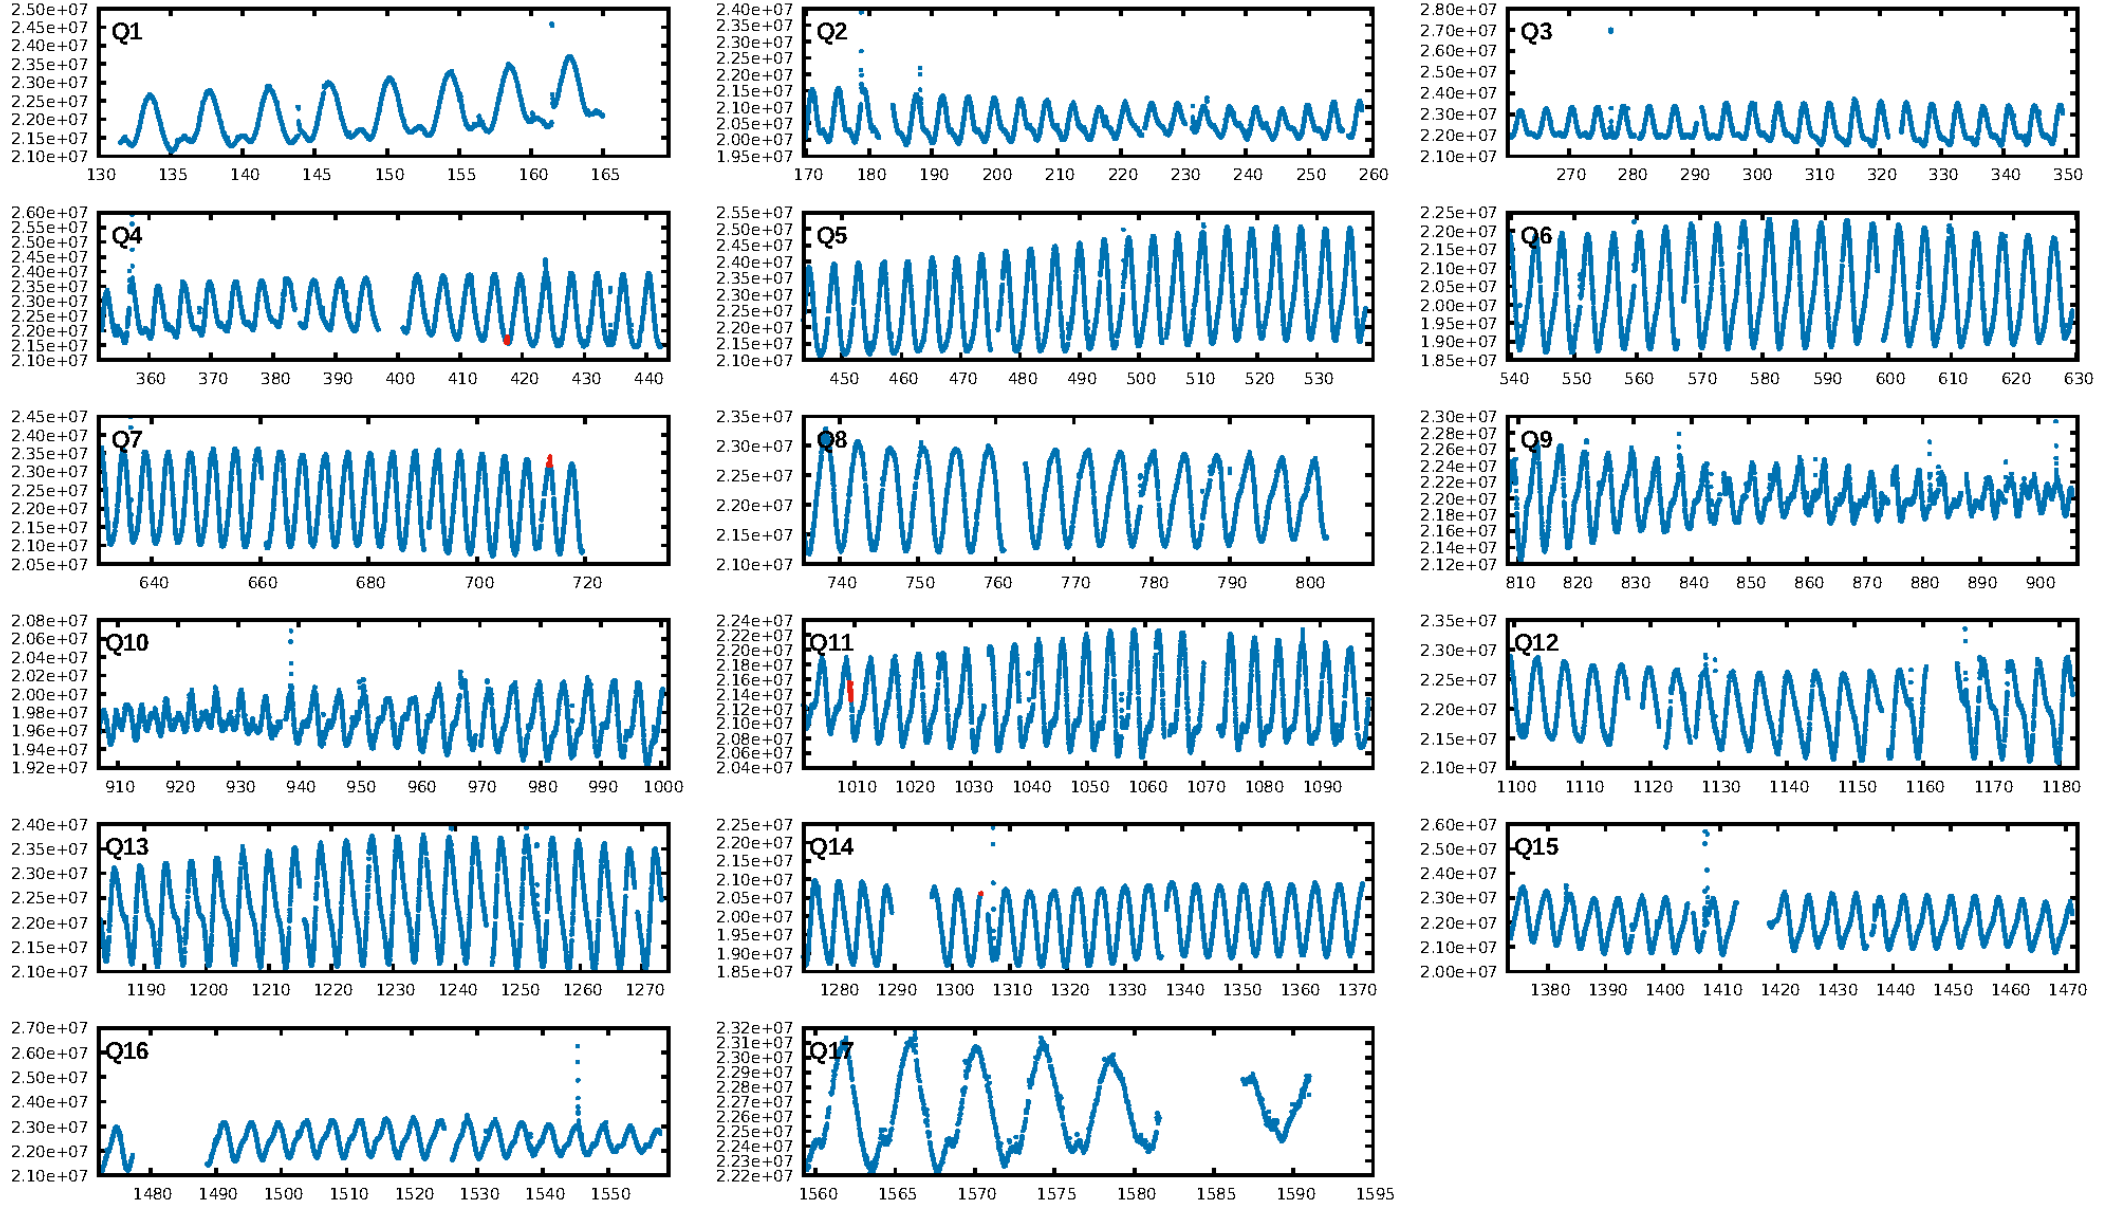 Q1
2.50e+07
2.45e+07
2.40e+07
2.35e+07
2.30e+07
2.25e+07
2.20e+07
2.15e+07
2.10e+07
130 135 140 145 150 155 160 165
Q2
2.40e+07
2.35e+07
2.30e+07
2.25e+07
2.20e+07
2.15e+07
2.10e+07
2.05e+07
2.00e+07
1.95e+07
170 180 190 200 210 220 230 240 250 260
Q3
2.80e+07
2.70e+07
2.60e+07
2.50e+07
2.40e+07
2.30e+07
2.20e+07
2.10e+07
270 280 290 300 310 320 330 340 350
Q4
2.60e+07
2.55e+07
2.50e+07
2.45e+07
2.40e+07
2.35e+07
2.30e+07
2.25e+07
2.20e+07
2.15e+07
2.10e+07
360 370 380 390 400 410 420 430 440
Q5
2.55e+07
2.50e+07
2.45e+07
2.40e+07
2.35e+07
2.30e+07
2.25e+07
2.20e+07
2.15e+07
2.10e+07
450 460 470 480 490 500 510 520 530
Q6
2.25e+07
2.20e+07
2.15e+07
2.10e+07
2.05e+07
2.00e+07
1.95e+07
1.90e+07
1.85e+07
540 550 560 570 580 590 600 610 620 630
Q7
2.45e+07
2.40e+07
2.35e+07
2.30e+07
2.25e+07
2.20e+07
2.15e+07
2.10e+07
2.05e+07
640 660 680 700 720
Q8
2.35e+07
2.30e+07
2.25e+07
2.20e+07
2.15e+07
2.10e+07
740 750 760 770 780 790 800
Q9
2.30e+07
2.28e+07
2.26e+07
2.24e+07
2.22e+07
2.20e+07
2.18e+07
2.16e+07
2.14e+07
2.12e+07
810 820 830 840 850 860 870 880 890 900
Q10
2.08e+07
2.06e+07
2.04e+07
2.02e+07
2.00e+07
1.98e+07
1.96e+07
1.94e+07
1.92e+07
910 920 930 940 950 960 970 980 990 1000
Q11
2.24e+07
2.22e+07
2.20e+07
2.18e+07
2.16e+07
2.14e+07
2.12e+07
2.10e+07
2.08e+07
2.06e+07
2.04e+07
1010 1020 1030 1040 1050 1060 1070 1080 1090
Q12
2.35e+07
2.30e+07
2.25e+07
2.20e+07
2.15e+07
2.10e+07
1100 1110 1120 1130 1140 1150 1160 1170 1180
Q13
2.40e+07
2.35e+07
2.30e+07
2.25e+07
2.20e+07
2.15e+07
2.10e+07
1190 1200 1210 1220 1230 1240 1250 1260 1270
Q14
2.25e+07
2.20e+07
2.15e+07
2.10e+07
2.05e+07
2.00e+07
1.95e+07
1.90e+07
1.85e+07
1280 1290 1300 1310 1320 1330 1340 1350 1360 1370
Q15
2.60e+07
2.50e+07
2.40e+07
2.30e+07
2.20e+07
2.10e+07
2.00e+07
1380 1390 1400 1410 1420 1430 1440 1450 1460 1470
Q16
2.70e+07
2.60e+07
2.50e+07
2.40e+07
2.30e+07
2.20e+07
2.10e+07
1480 1490 1500 1510 1520 1530 1540 1550
Q17
2.32e+07
2.31e+07
2.30e+07
2.29e+07
2.28e+07
2.27e+07
2.26e+07
2.25e+07
2.24e+07
2.23e+07
2.22e+07
1560 1565 1570 1575 1580 1585 1590 1595